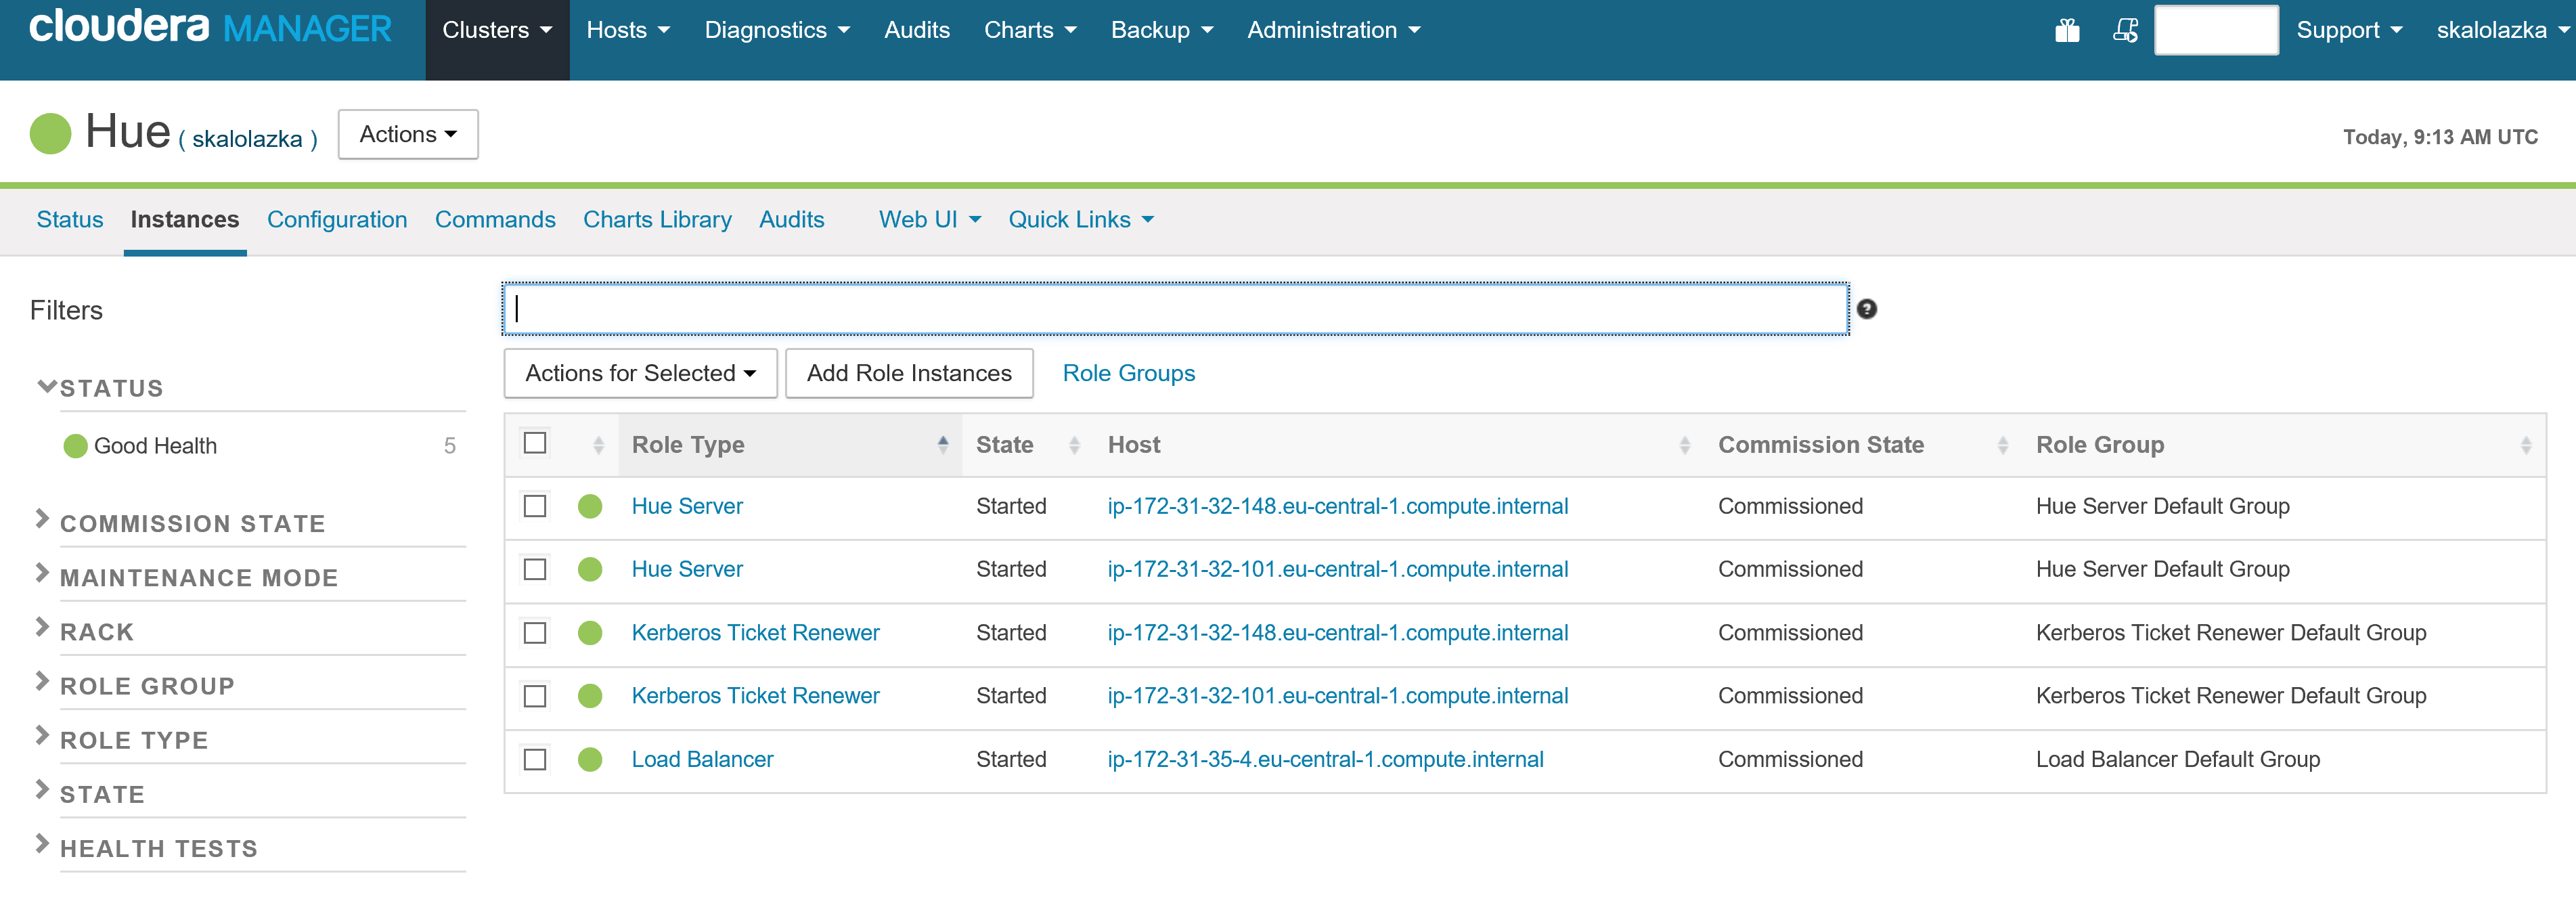 cloudera MANAGER Clusters Hosts Diagnostics Audits Charts Backup Administration Support skalolazka
Hue ( skalolazka ) Actions Today, 9:13 AM UTC
Status Instances Configuration Commands Charts Library Audits Web UI Quick Links
Filters ?
Actions for Selected Add Role Instances Role Groups
STATUS
Good Health 5
COMMISSION STATE
MAINTENANCE MODE
RACK
ROLE GROUP
ROLE TYPE
STATE
HEALTH TESTS
Role Type State Host Commission State Role Group
Hue Server Started ip-172-31-32-148.eu-central-1.compute.internal Commissioned Hue Server Default Group
Hue Server Started ip-172-31-32-101.eu-central-1.compute.internal Commissioned Hue Server Default Group
Kerberos Ticket Renewer Started ip-172-31-32-148.eu-central-1.compute.internal Commissioned Kerberos Ticket Renewer Default Group
Kerberos Ticket Renewer Started ip-172-31-32-101.eu-central-1.compute.internal Commissioned Kerberos Ticket Renewer Default Group
Load Balancer Started ip-172-31-35-4.eu-central-1.compute.internal Commissioned Load Balancer Default Group